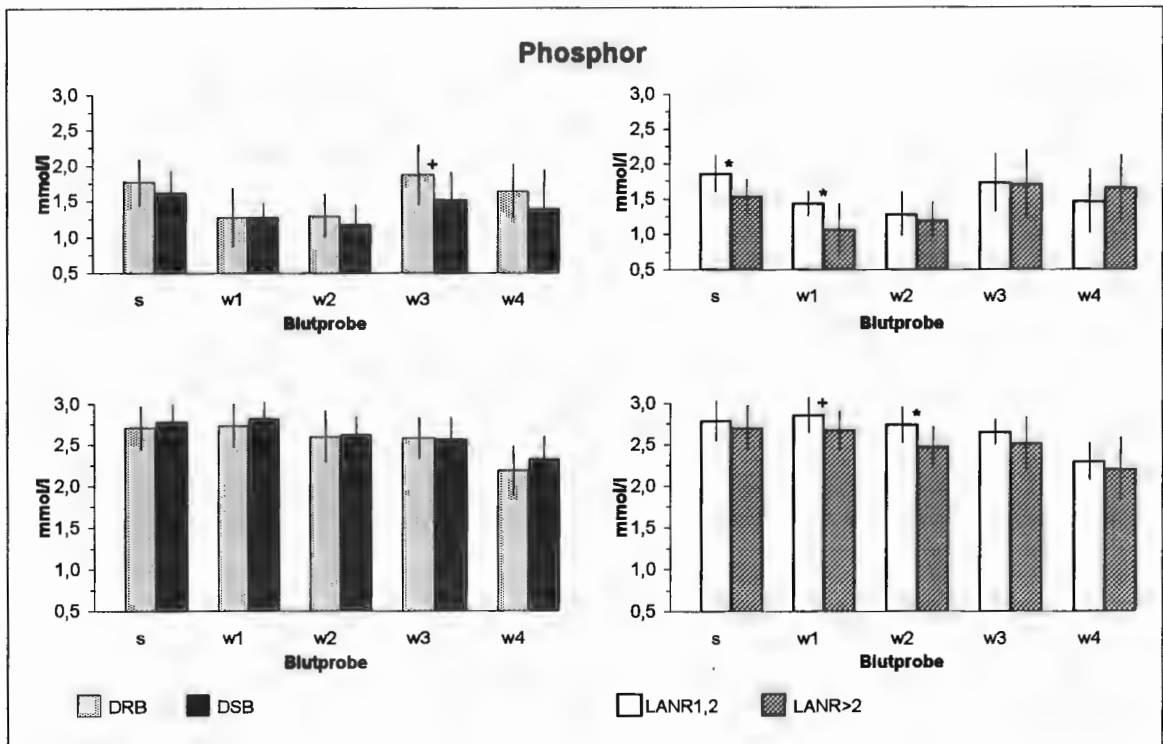 Phosphor
3,0
2,5
2,0
1,5
1,0
0,5
mmol/l
+
s w1 w2 w3 w4
Blutprobe
3,0
2,5
2,0
1,5
1,0
0,5
mmol/l
* *
s w1 w2 w3 w4
Blutprobe
3,0
2,5
2,0
1,5
1,0
0,5
mmol/l
s w1 w2 w3 w4
Blutprobe
3,0
2,5
2,0
1,5
1,0
0,5
mmol/l
+ *
s w1 w2 w3 w4
Blutprobe
DRB DSB LANR1,2 LANR>2